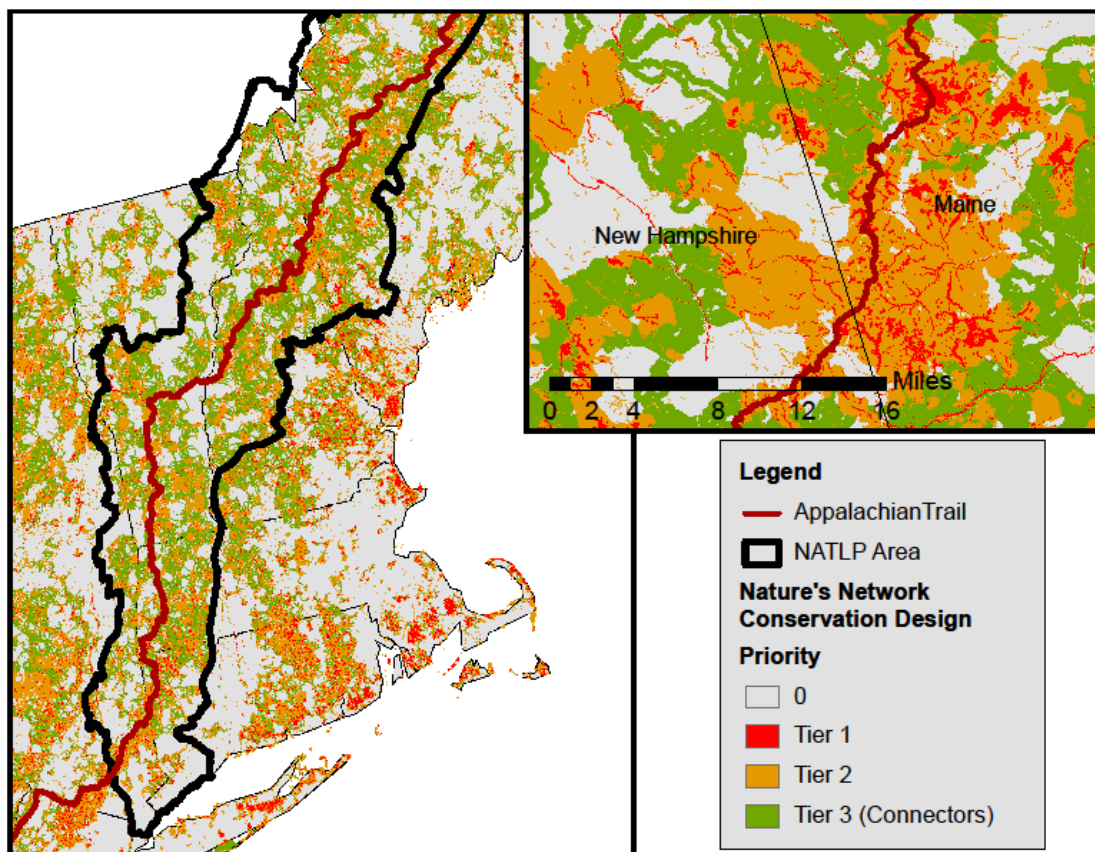 New Hampshire
Maine
Miles
0 2 4 8 12 16
Legend
AppalachianTrail
NATLP Area
Nature's Network
Conservation Design
Priority
0
Tier 1
Tier 2
Tier 3 (Connectors)